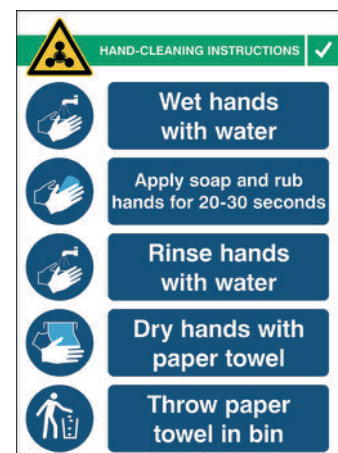 HAND-CLEANING INSTRUCTIONS
Wet hands
with water
Apply soap and rub
hands for 20-30 seconds
Rinse hands
with water
Dry hands with
paper towel
Throw paper
towel in bin